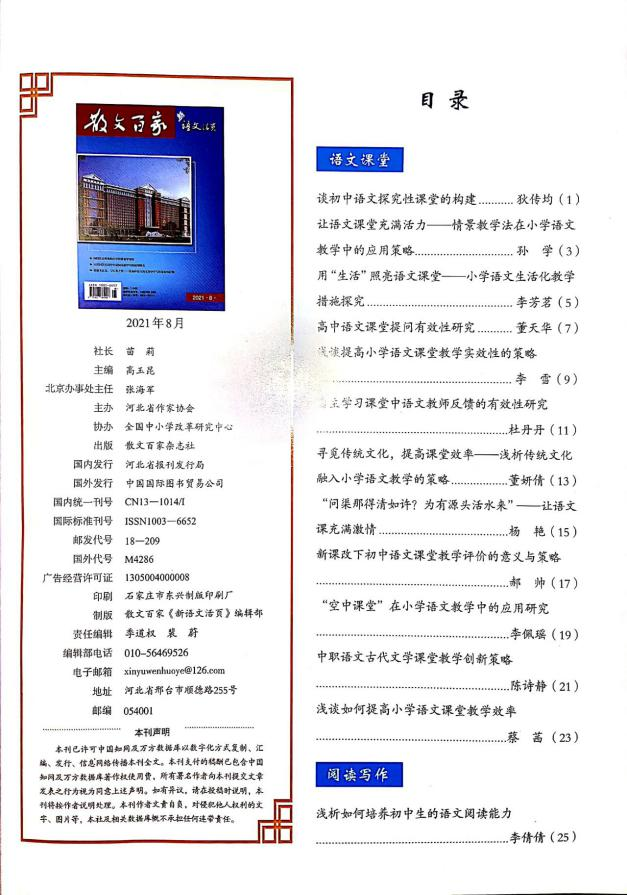 散文百家
语文活页
2021·8·
2021年8月
社长 苗 莉
主编 高玉昆
北京办事处主任 张海军
主办 河北省作家协会
协办 全国中小学改革研究中心
出版 散文百家杂志社
国内发行 河北省报刊发行局
国外发行 中国国际图书贸易公司
国内统一刊号 CN13—1014/I
国际标准刊号 ISSN1003—6652
邮发代号 18—209
国外代号 M4286
广告经营许可证 1305004000008
印刷 石家庄市东兴制版印刷厂
制版 散文百家《新语文活页》编辑部
责任编辑 季道权 裴 蔚
编辑部电话 010-56469526
电子邮箱 xinyuwenhuoye@126.com
地址 河北省邢台市顺德路255号
邮编 054001
本刊声明
本刊已许可中国知网及万方数据库以数字化方式复制、汇
编、发行、信息网络传播本刊全文。本刊支付的稿酬已包含中国
知网及万方数据库著作权使用费，所有署名作者向本刊提交文章
发表之行为视为同意上述声明。如有异议，请在投稿时说明，本
刊将按作者说明处理。本刊作者文责自负，对侵犯他人权利的文
字、图片等，本社及相关数据库概不承担任何连带责任。
目 录
语文课堂
谈初中语文探究性课堂的构建………… 狄传均（1）
让语文课堂充满活力——情景教学法在小学语文
教学中的应用策略………… 孙 学（3）
用“生活”照亮语文课堂——小学语文生活化教学
措施探究………… 李芳茗（5）
高中语文课堂提问有效性研究………… 董天华（7）
浅谈提高小学语文课堂教学实效性的策略
………… 李 雪（9）
主学习课堂中语文教师反馈的有效性研究
………… 杜丹丹（11）
寻觅传统文化，提高课堂效率——浅析传统文化
融入小学语文教学的策略………… 董妍倩（13）
“问渠那得清如许？为有源头活水来”——让语文
课充满激情………… 杨 艳（15）
新课改下初中语文课堂教学评价的意义与策略
………… 郝 帅（17）
“空中课堂”在小学语文教学中的应用研究
………… 李佩瑶（19）
中职语文古代文学课堂教学创新策略
………… 陈诗静（21）
浅谈如何提高小学语文课堂教学效率
………… 蔡 茜（23）
阅读写作
浅析如何培养初中生的语文阅读能力
………… 李倩倩（25）